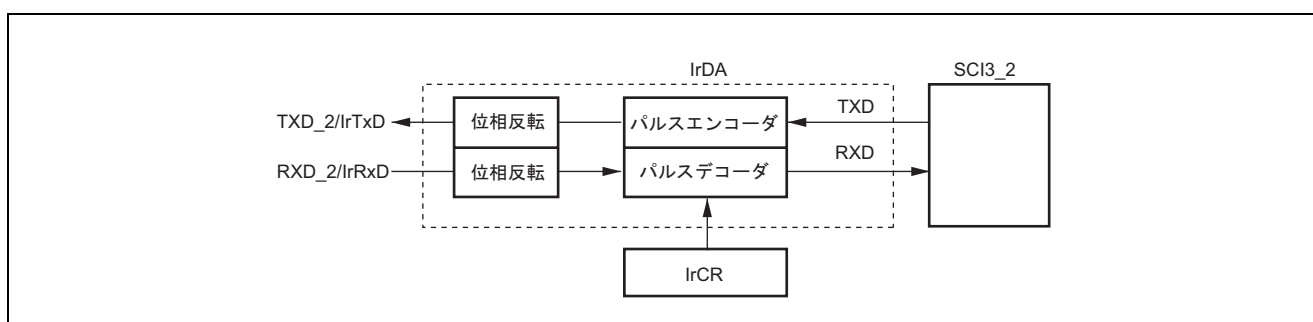 IrDA
SCI3_2
TXD_2/IrTxD
位相反転
パルスエンコーダ
TXD
RXD_2/IrRxD
位相反転
パルスデコーダ
RXD
IrCR